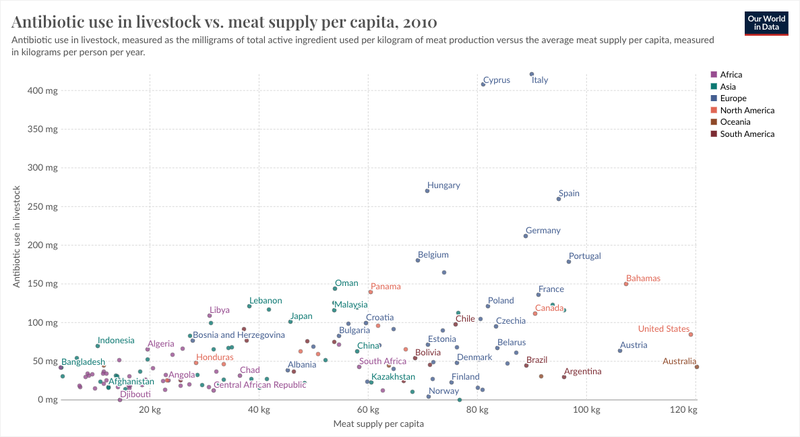 Antibiotic use in livestock vs. meat supply per capita, 2010
Our World
in Data
Antibiotic use in livestock, measured as the milligrams of total active ingredient used per kilogram of meat production versus the average meat supply per capita, measured
in kilograms per person per year.
Africa
Asia
Europe
North America
Oceania
South America
Antibiotic use in livestock
400 mg
350 mg
300 mg
250 mg
200 mg
150 mg
100 mg
50 mg
0 mg
Cyprus
Italy
Hungary
Spain
Germany
Belgium
Portugal
Oman
Panama
Bahamas
France
Lebanon
Malaysia
Poland
Canada
Libya
Japan
Croatia
Chile
Czechia
Bosnia and Herzegovina
Bulgaria
United States
Indonesia
Algeria
China
Estonia
Belarus
Austria
Bangladesh
Honduras
Albania
South Africa
Bolivia
Denmark
Brazil
Australia
Afghanistan
Angola
Chad
Kazakhstan
Finland
Argentina
Central African Republic
Djibouti
Norway
20 kg
40 kg
60 kg
80 kg
100 kg
120 kg
Meat supply per capita